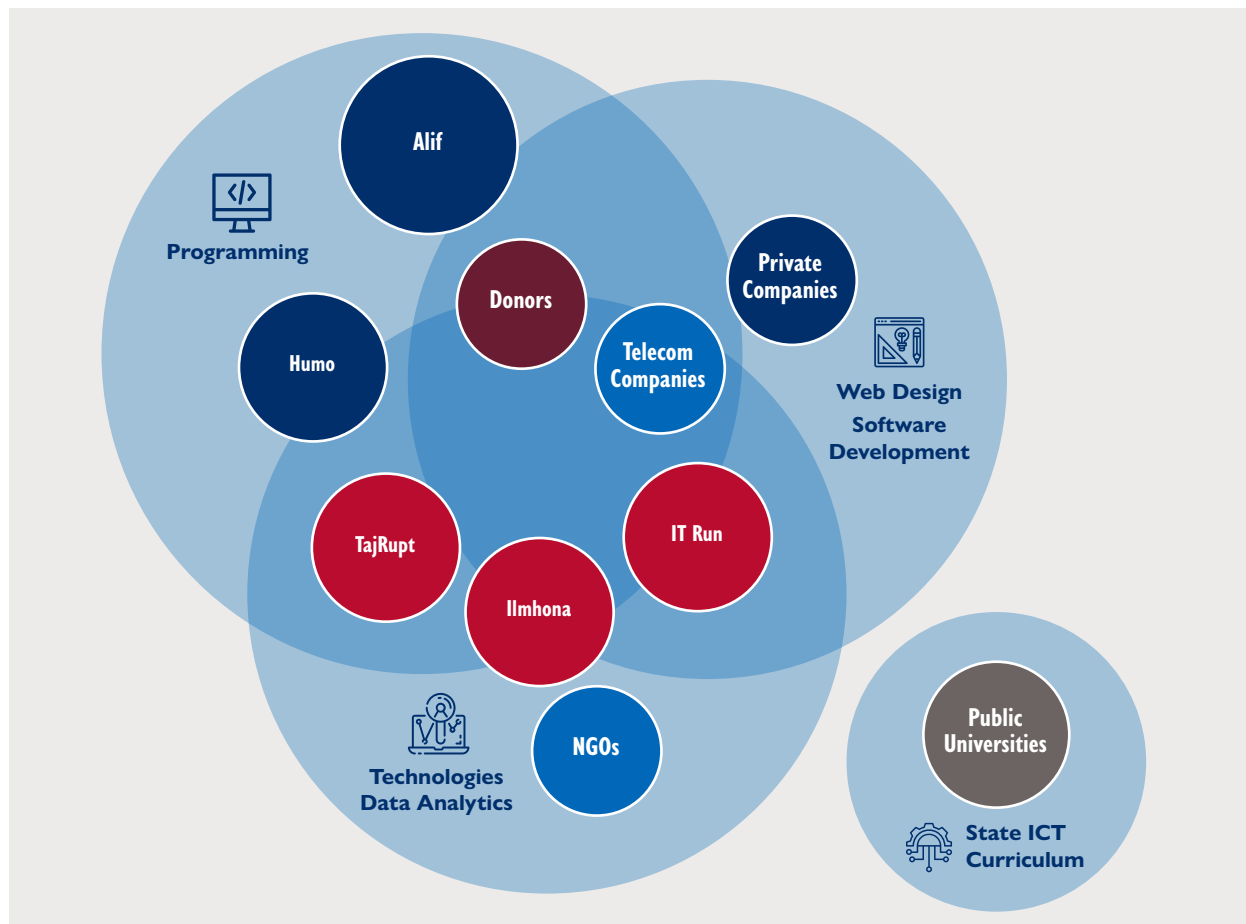 Alif
Programming
Private
Companies
Donors
Telecom
Companies
Humo
Web Design
Software
Development
TajRupt
IT Run
Ilmhona
NGOs
Technologies
Data Analytics
Public
Universities
State ICT
Curriculum